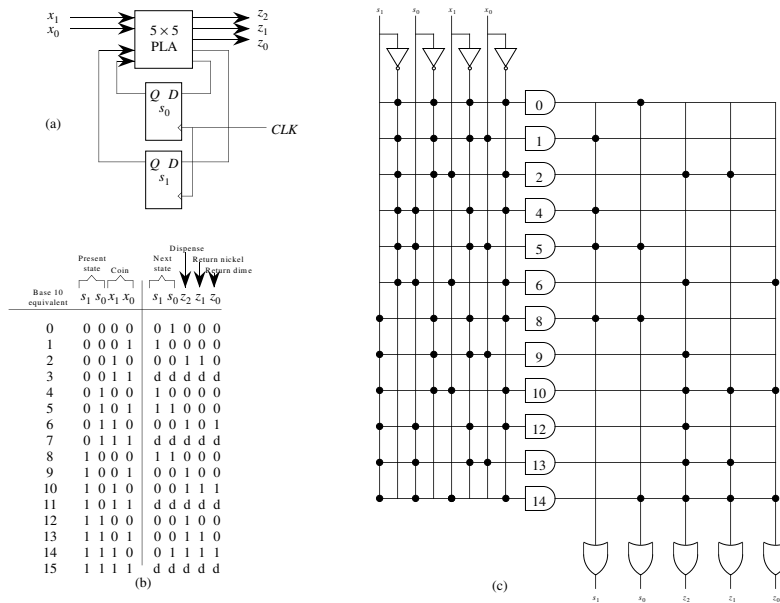 x1
x0
5 × 5
PLA
z2
z1
z0
Q D
s0
(a)
CLK
Q D
s1
Dispense
Present state
Coin
Next state
Return nickel
Return dime
Base 10 equivalent
s1 s0 x1 x0 s1 s0 z2 z1 z0
0 0 0 0 0 0 1 0 0 0
1 0 0 0 1 1 0 0 0 0
2 0 0 1 0 0 0 1 1 0
3 0 0 1 1 d d d d d
4 0 1 0 0 1 0 0 0 0
5 0 1 0 1 1 1 0 0 0
6 0 1 1 0 0 0 1 0 1
7 0 1 1 1 d d d d d
8 1 0 0 0 1 1 0 0 0
9 1 0 0 1 0 0 1 0 0
10 1 0 1 0 0 0 1 1 1
11 1 0 1 1 d d d d d
12 1 1 0 0 0 0 1 0 0
13 1 1 0 1 0 0 1 1 0
14 1 1 1 0 0 1 1 1 1
15 1 1 1 1 d d d d d
(b)
(c)
s1 s0 x1 x0
0
1
2
4
5
6
8
9
10
12
13
14
s1 s0 z2 z1 z0